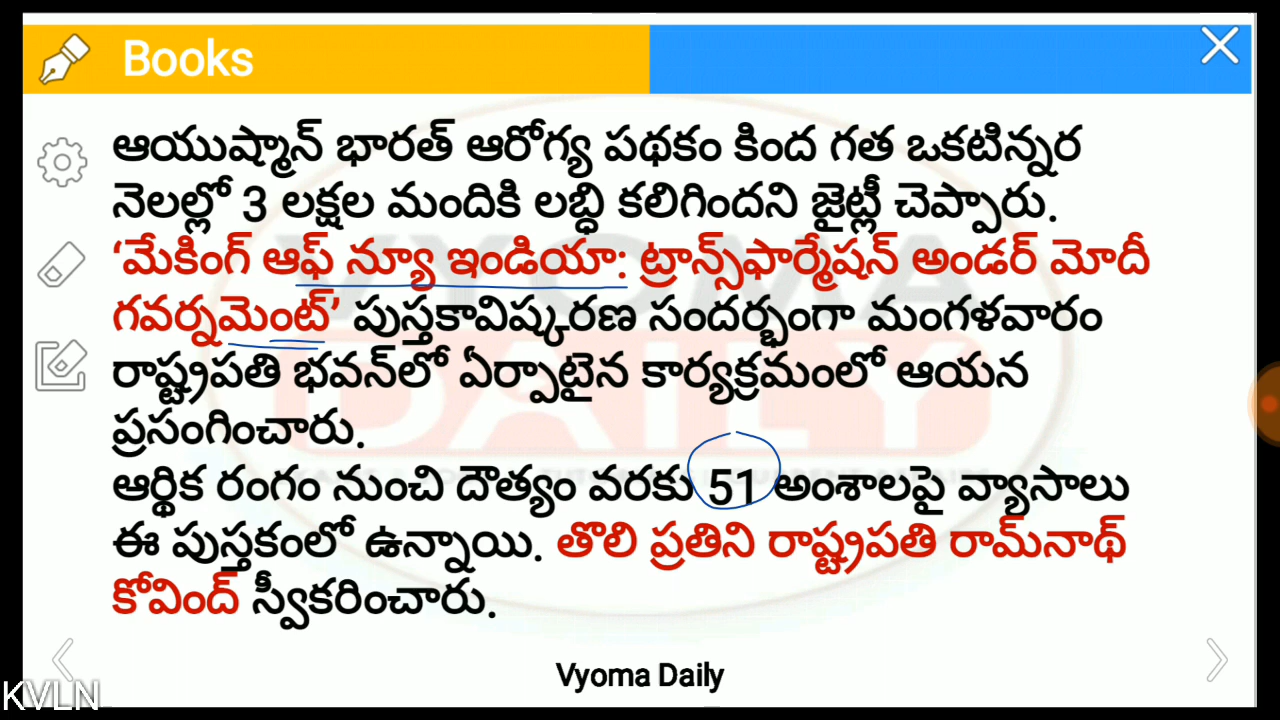 Books
ఆయుష్మాన్ భారత్ ఆరోగ్య పథకం కింద గత ఒకటిన్నర
నెలల్లో 3 లక్షల మందికి లబ్ధి కలిగిందని జైట్లీ చెప్పారు.
‘మేకింగ్ ఆఫ్ న్యూ ఇండియా: ట్రాన్స్‌ఫార్మేషన్ అండర్ మోదీ
గవర్నమెంట్’ పుస్తకావిష్కరణ సందర్భంగా మంగళవారం
రాష్ట్రపతి భవన్‌లో ఏర్పాటైన కార్యక్రమంలో ఆయన
ప్రసంగించారు.
ఆర్థిక రంగం నుంచి దౌత్యం వరకు 51 అంశాలపై వ్యాసాలు
ఈ పుస్తకంలో ఉన్నాయి. తొలి ప్రతిని రాష్ట్రపతి రామ్‌నాథ్
కోవింద్ స్వీకరించారు.
Vyoma Daily
KVLN
VYOMA
DAILY